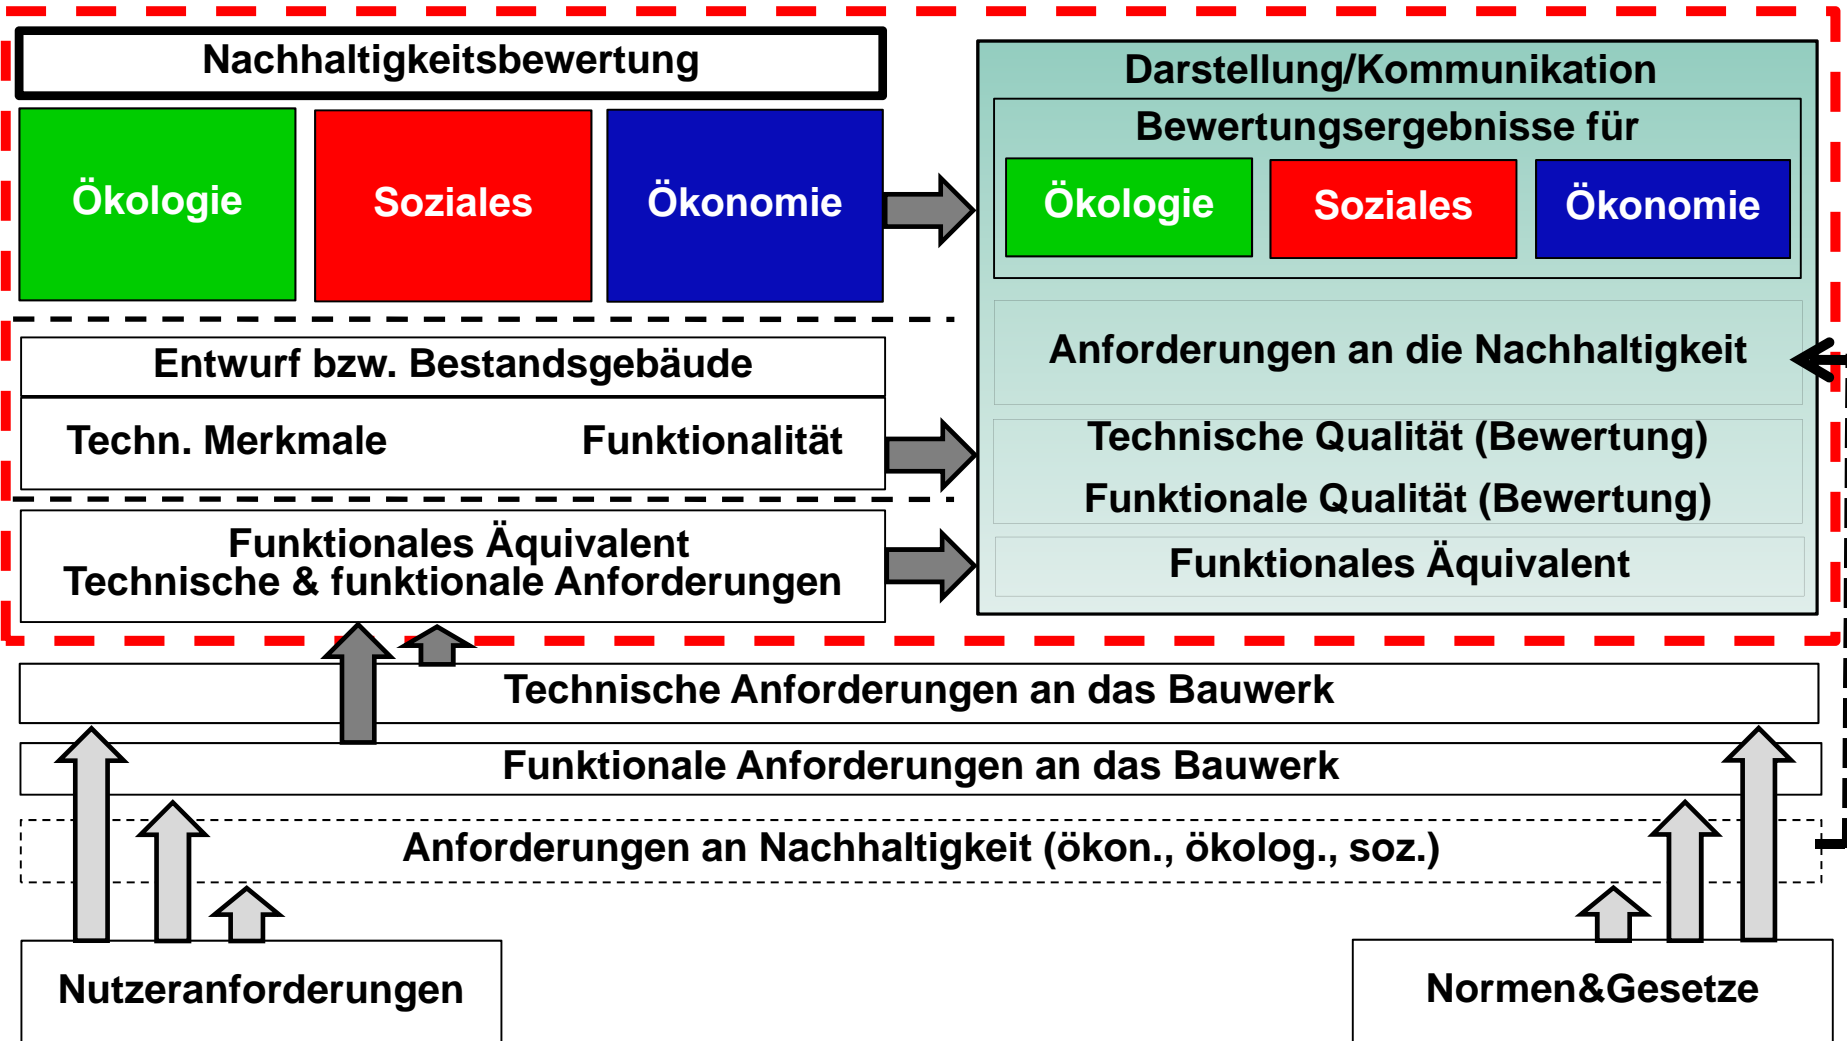 Nachhaltigkeitsbewertung
Ökologie
Soziales
Ökonomie
Entwurf bzw. Bestandsgebäude
Techn. Merkmale
Funktionalität
Funktionales Äquivalent
Technische & funktionale Anforderungen
Darstellung/Kommunikation
Bewertungsergebnisse für
Ökologie
Soziales
Ökonomie
Anforderungen an die Nachhaltigkeit
Technische Qualität (Bewertung)
Funktionale Qualität (Bewertung)
Funktionales Äquivalent
Technische Anforderungen an das Bauwerk
Funktionale Anforderungen an das Bauwerk
Anforderungen an Nachhaltigkeit (ökon., ökolog., soz.)
Nutzeranforderungen
Normen&Gesetze